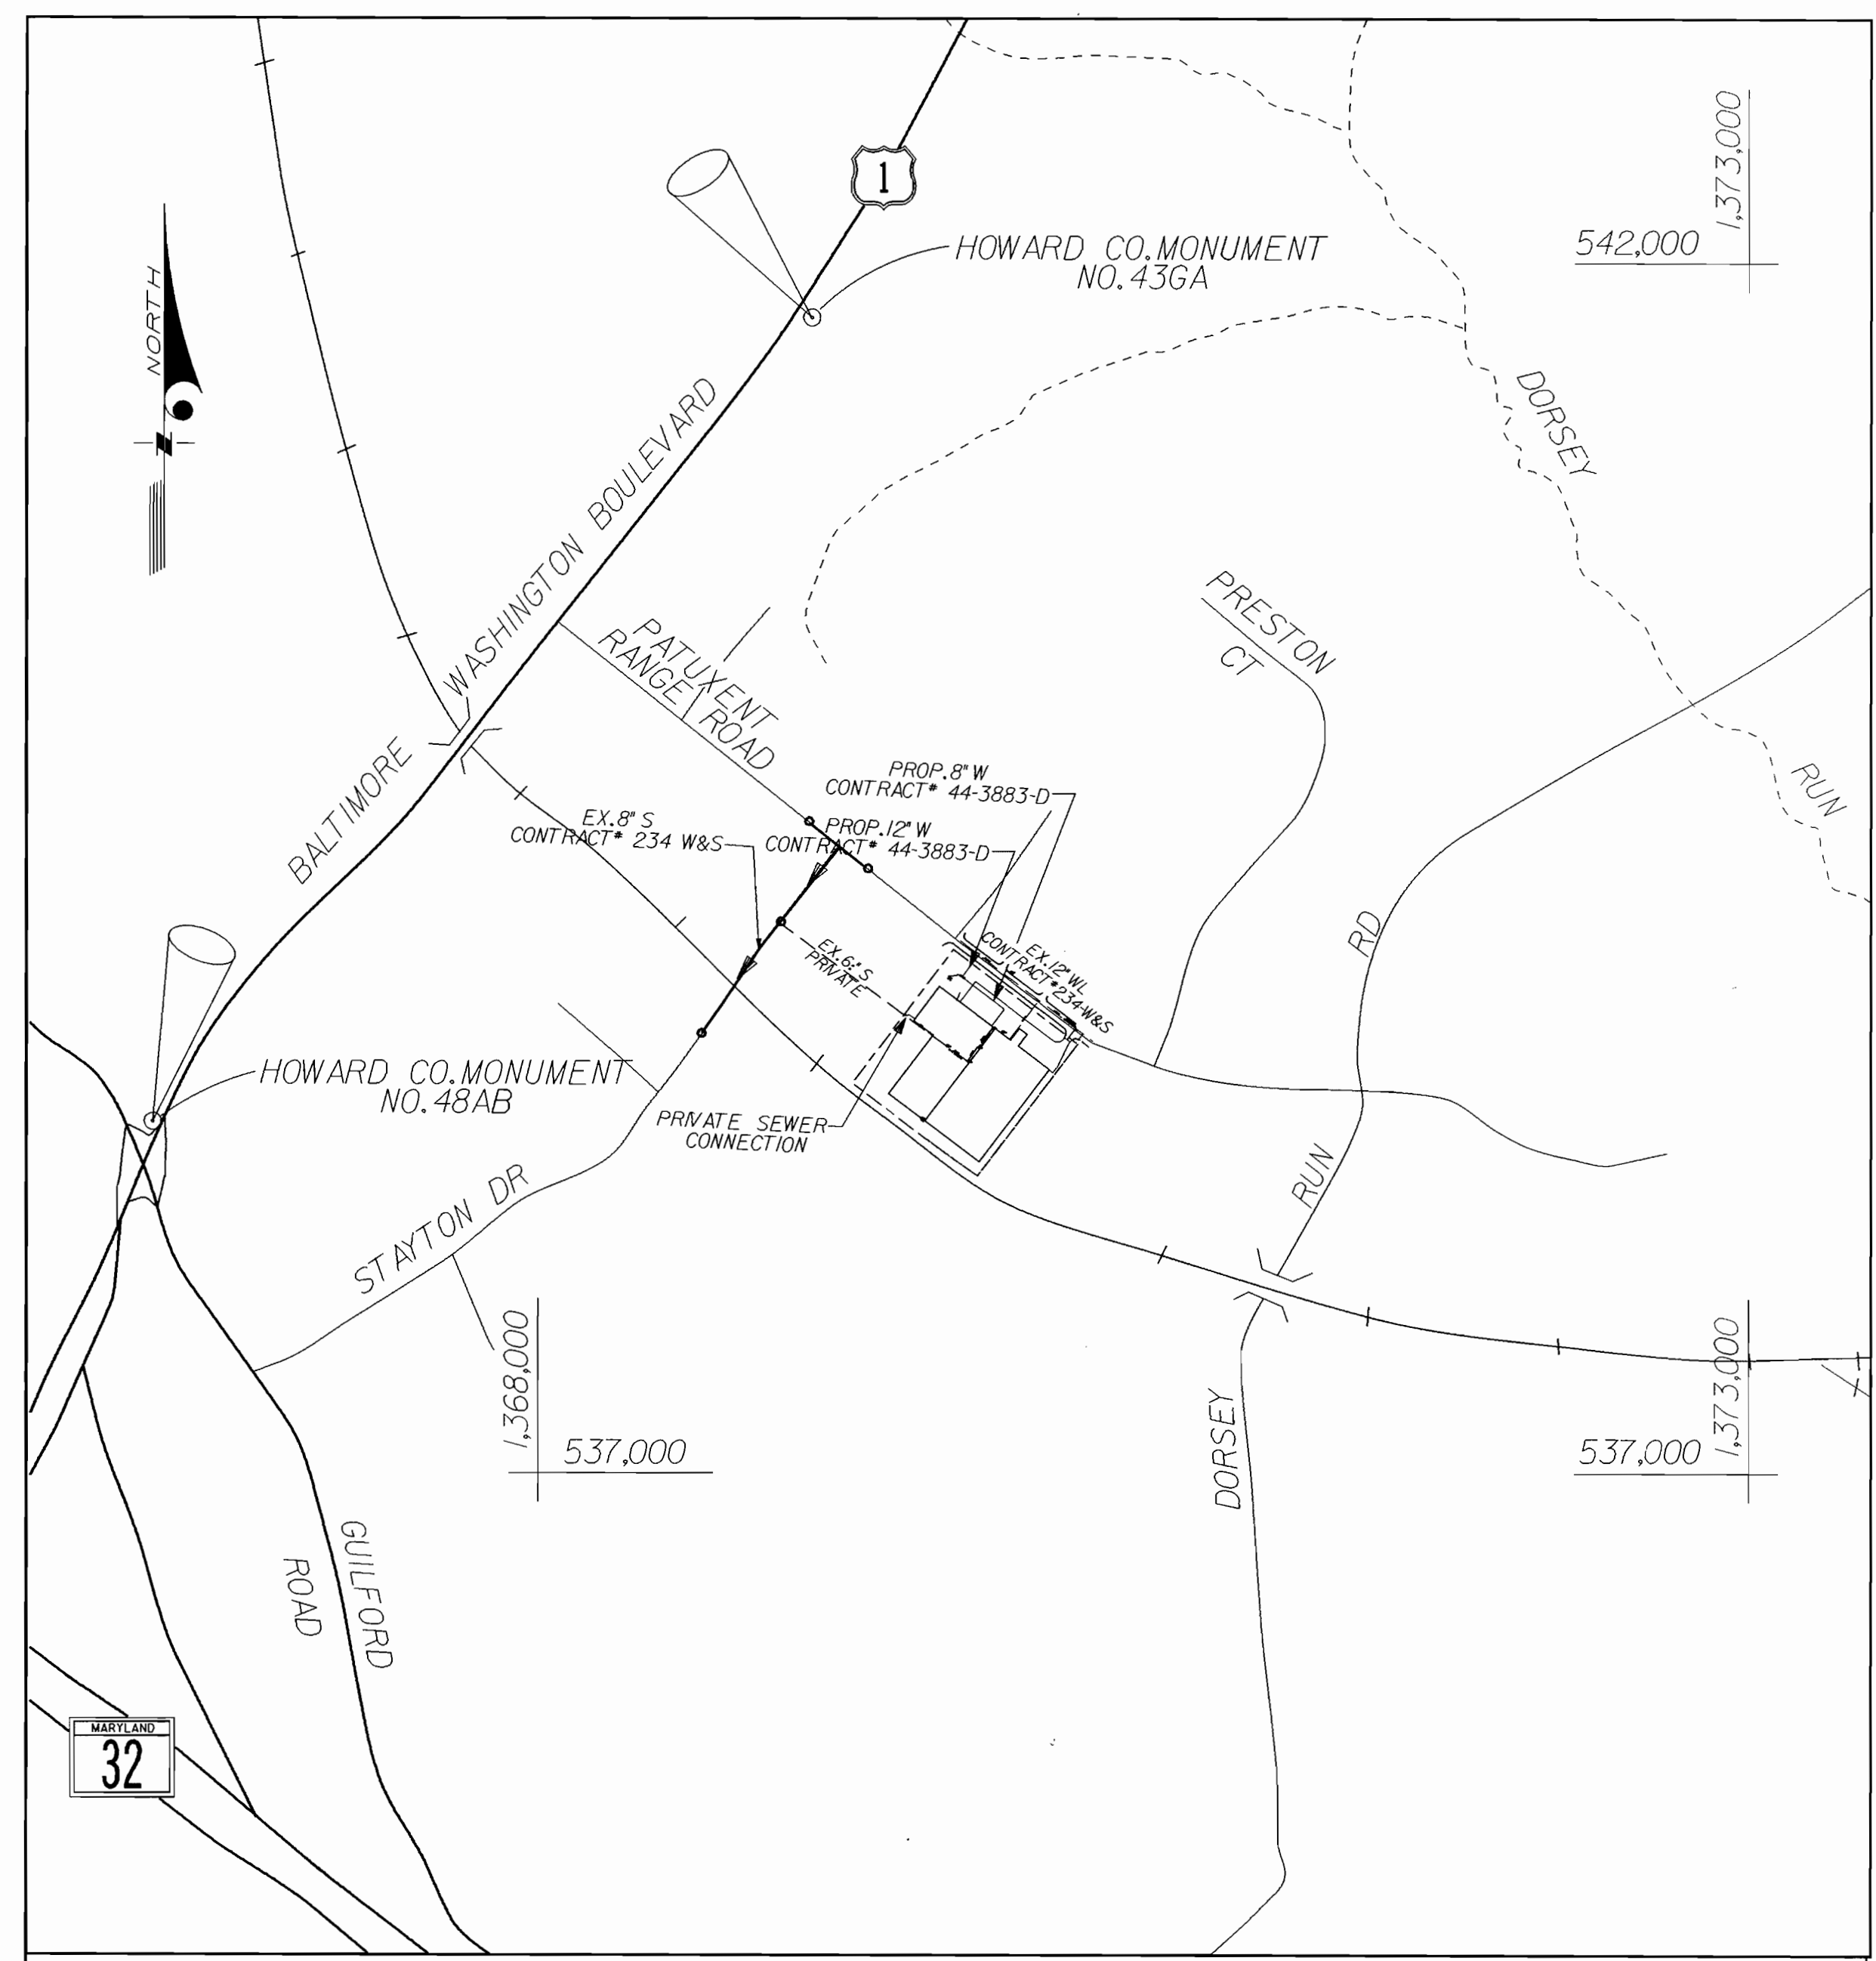 1
1,373,000
542,000
HOWARD CO. MONUMENT
NO. 43GA
NORTH
DORSEY
RUN
WASHINGTON BOULEVARD
BALTIMORE
PATUXENT
RANGE ROAD
PRESTON
CT
PROP. 8" W
CONTRACT# 44-3883-D
EX. 8" S
CONTRACT# 234 W&S
PROP. 12" W
CONTRACT# 44-3883-D
EX. 6" S
PRIVATE
EX. 12" WL
CONTRACT# 234-W&S
RD
RUN
DORSEY
HOWARD CO. MONUMENT
NO. 48AB
PRIVATE SEWER
CONNECTION
STAYTON DR
1,368,000
537,000
1,373,000
537,000
GUILFORD
ROAD
MARYLAND
32